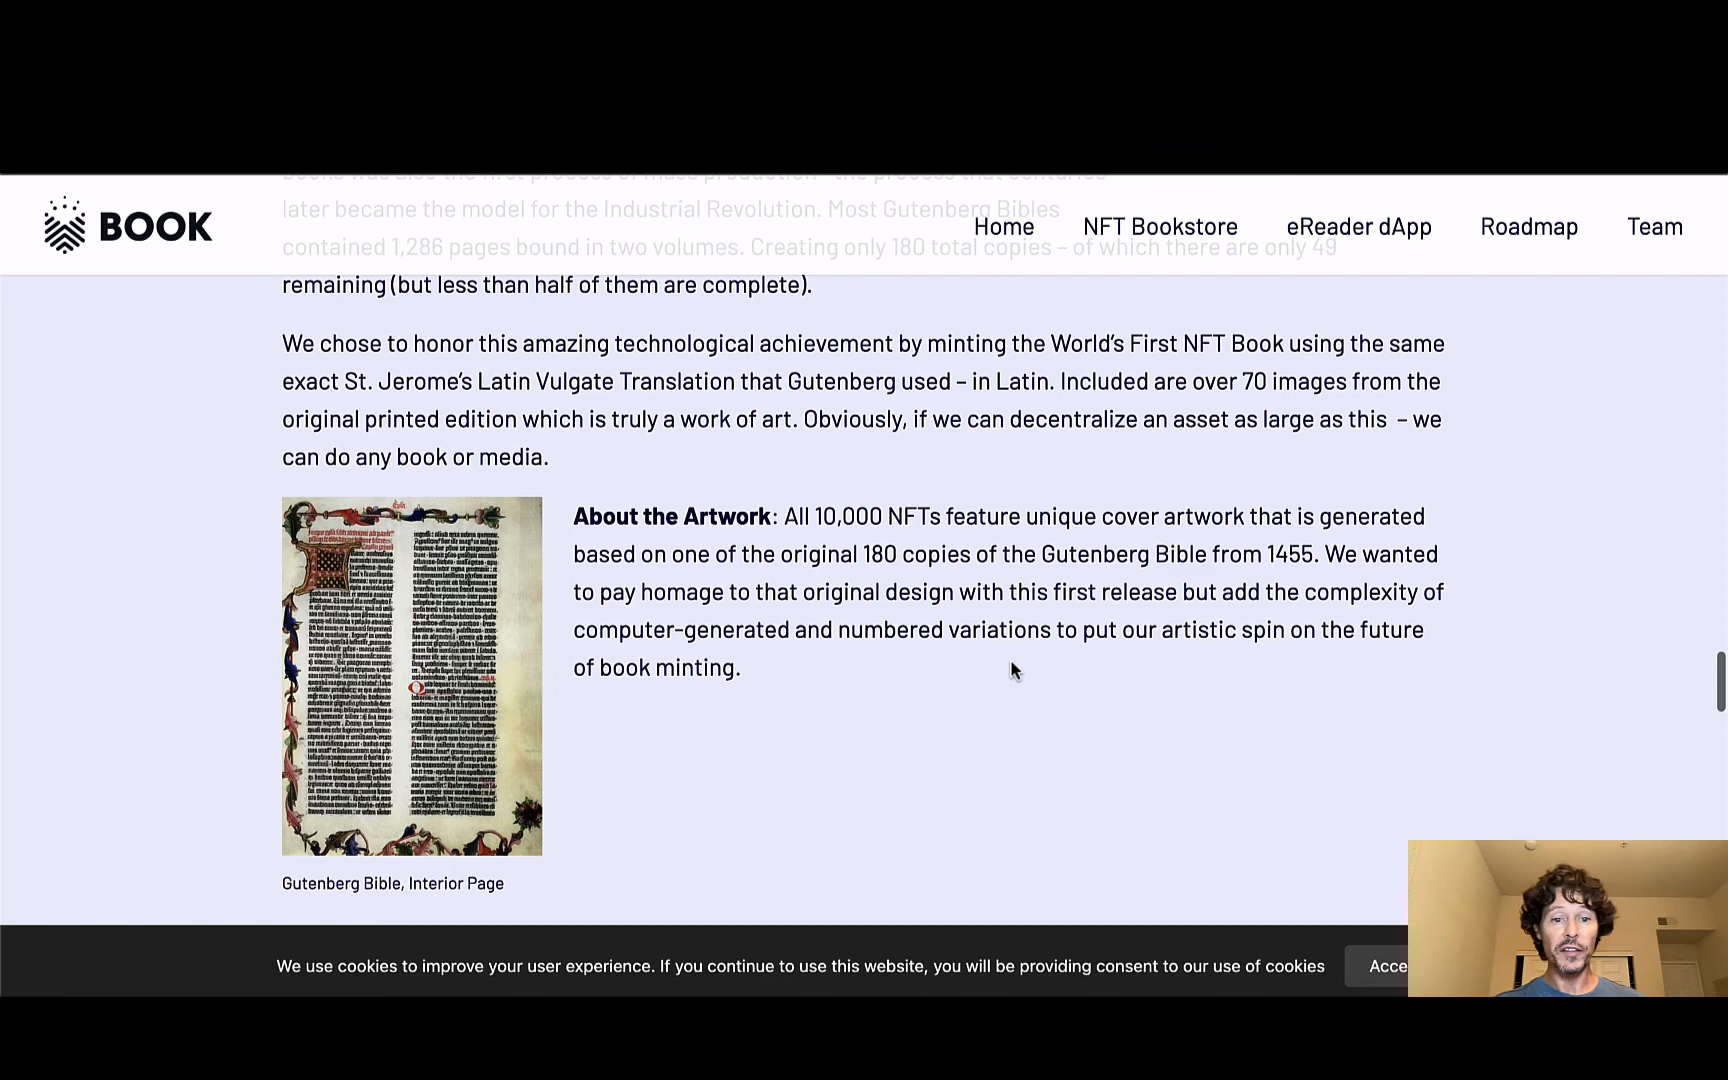 BOOK
Home
NFT Bookstore
eReader dApp
Roadmap
Team
later became the model for the Industrial Revolution. Most Gutenberg Bibles
contained 1,286 pages bound in two volumes. Creating only 180 total copies – of which there are only 49
remaining (but less than half of them are complete).
We chose to honor this amazing technological achievement by minting the World’s First NFT Book using the same
exact St. Jerome’s Latin Vulgate Translation that Gutenberg used – in Latin. Included are over 70 images from the
original printed edition which is truly a work of art. Obviously, if we can decentralize an asset as large as this – we
can do any book or media.
About the Artwork: All 10,000 NFTs feature unique cover artwork that is generated
based on one of the original 180 copies of the Gutenberg Bible from 1455. We wanted
to pay homage to that original design with this first release but add the complexity of
computer-generated and numbered variations to put our artistic spin on the future
of book minting.
Gutenberg Bible, Interior Page
We use cookies to improve your user experience. If you continue to use this website, you will be providing consent to our use of cookies
Acce